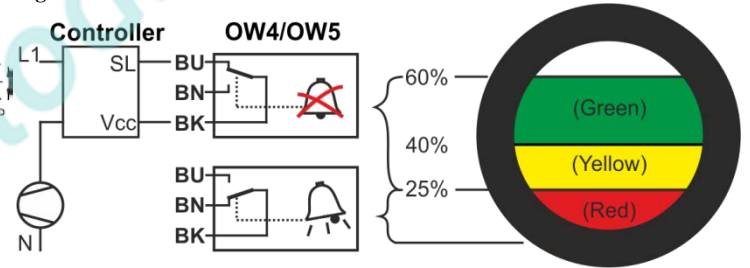 Controller
OW4/OW5
L1
SL
Vcc
N
BU
BN
BK
BU
BN
BK
60%
40%
25%
(Green)
(Yellow)
(Red)